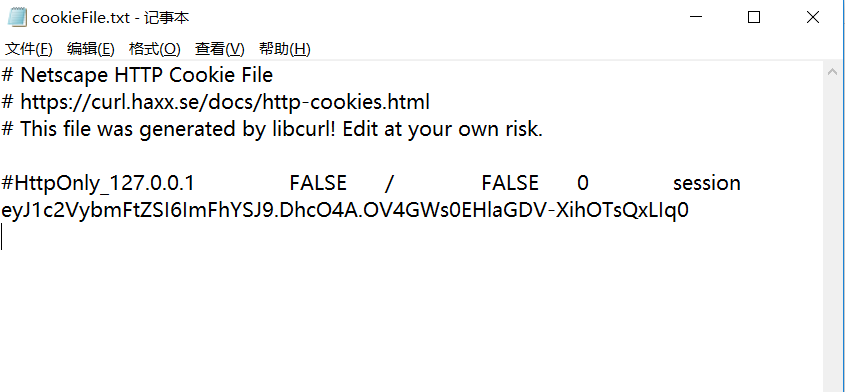 cookieFile.txt - 记事本
文件(F) 编辑(E) 格式(O) 查看(V) 帮助(H)
# Netscape HTTP Cookie File
# https://curl.haxx.se/docs/http-cookies.html
# This file was generated by libcurl! Edit at your own risk.
#HttpOnly_127.0.0.1 FALSE / FALSE 0 session
eyJ1c2VybmFtZSI6ImFhYSJ9.DhcO4A.OV4GWs0EHlaGDV-XihOTsQxLIq0